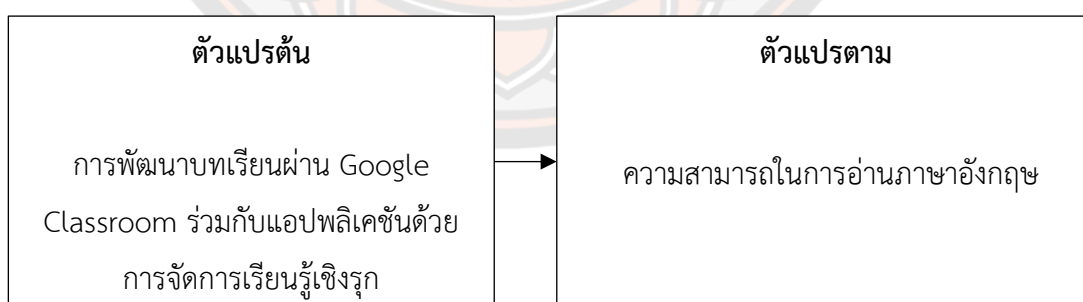 ตัวแปรต้น
การพัฒนาบทเรียนผ่าน Google
Classroom ร่วมกับแอปพลิเคชันด้วย
การจัดการเรียนรู้เชิงรุก
ตัวแปรตาม
ความสามารถในการอ่านภาษาอังกฤษ